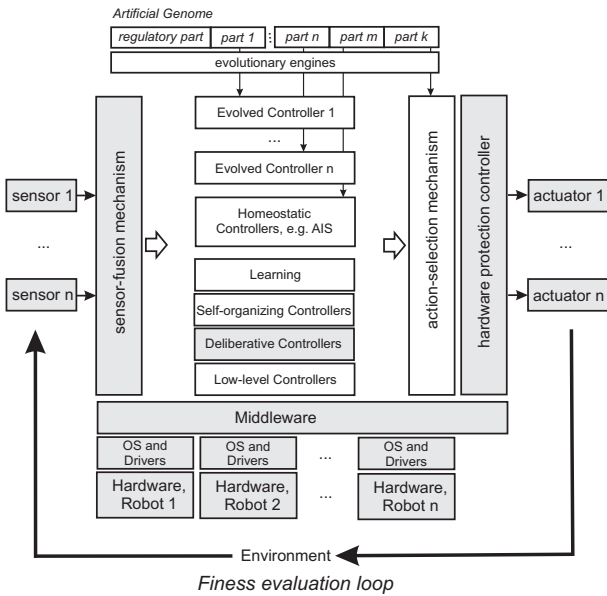 Artificial Genome
regulatory part
part 1
...
part n
part m
part k
evolutionary engines
sensor 1
...
sensor n
sensor-fusion mechanism
Evolved Controller 1
...
Evolved Controller n
Homeostatic
Controllers, e.g. AIS
Learning
Self-organizing Controllers
Deliberative Controllers
Low-level Controllers
action-selection mechanism
hardware protection controller
actuator 1
...
actuator n
Middleware
OS and
Drivers
OS and
Drivers
...
OS and
Drivers
Hardware,
Robot 1
Hardware,
Robot 2
...
Hardware,
Robot n
Environment
Finess evaluation loop